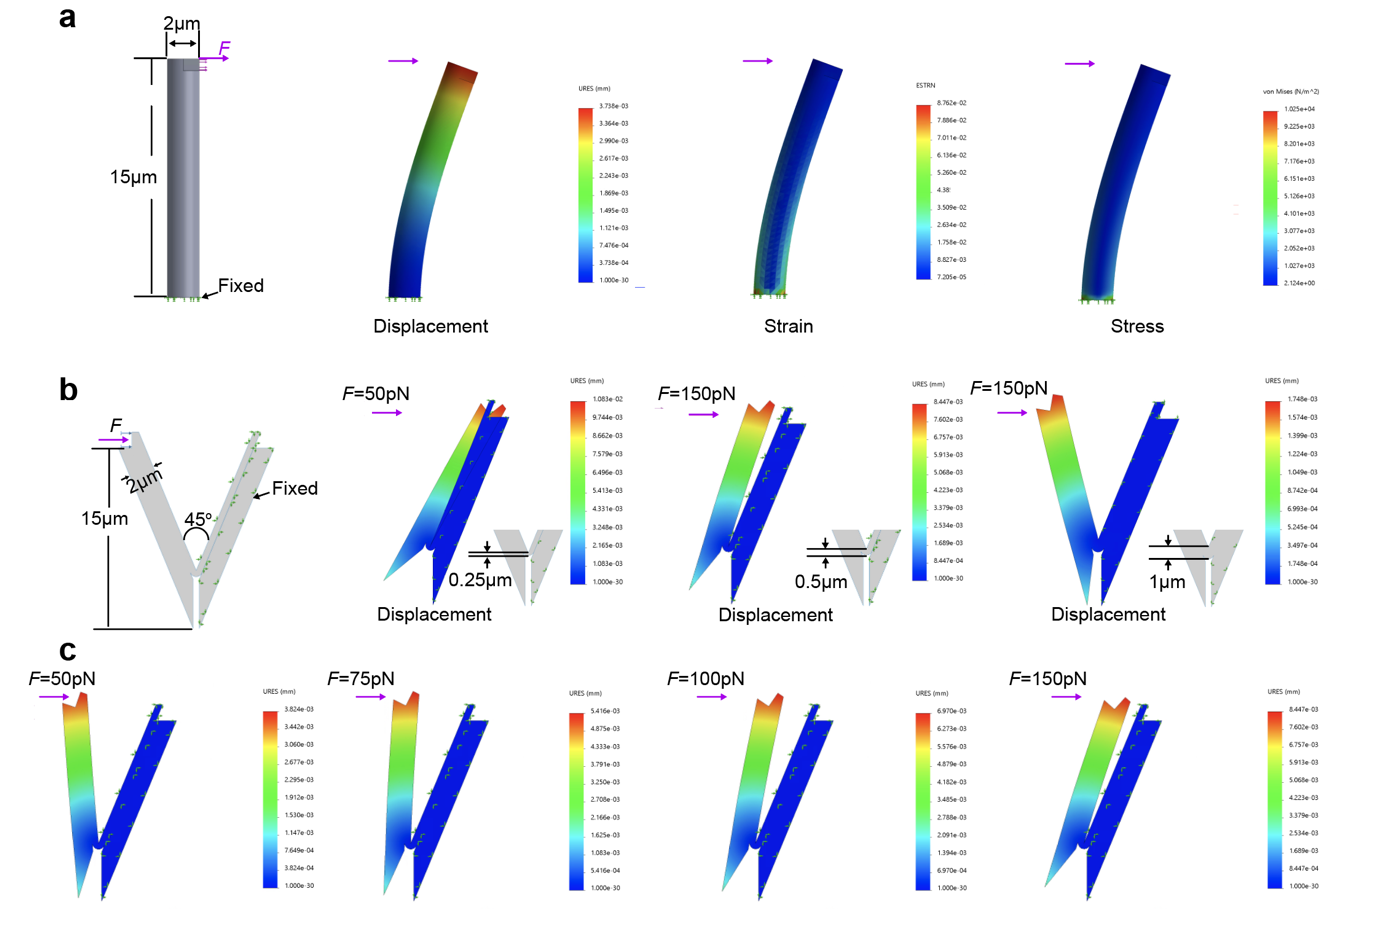 a
2μm
F
15μm
Fixed
URES (mm)
3.738e-03
3.364e-03
2.990e-03
2.617e-03
2.243e-03
1.869e-03
1.495e-03
1.121e-03
7.476e-04
3.738e-04
1.000e-30
Displacement
ESTRN
8.762e-02
7.886e-02
7.011e-02
6.136e-02
5.260e-02
4.38
3.509e-02
2.634e-02
1.758e-02
8.827e-03
7.205e-05
Strain
von Mises (N/m^2)
1.025e+04
9.225e+03
8.201e+03
7.176e+03
6.151e+03
5.126e+03
4.101e+03
3.077e+03
2.052e+03
1.027e+03
2.124e+00
Stress
b
F
2μm
15μm
45°
Fixed
F=50pN
URES (mm)
1.083e-02
9.744e-03
8.662e-03
7.579e-03
6.496e-03
5.413e-03
4.331e-03
3.248e-03
2.165e-03
1.083e-03
1.000e-30
0.25μm
Displacement
F=150pN
URES (mm)
8.447e-03
7.602e-03
6.757e-03
5.913e-03
5.068e-03
4.223e-03
3.379e-03
2.534e-03
1.689e-03
8.447e-04
1.000e-30
0.5μm
Displacement
F=150pN
URES (mm)
1.748e-03
1.574e-03
1.399e-03
1.224e-03
1.049e-03
8.742e-04
6.993e-04
5.245e-04
3.497e-04
1.748e-04
1.000e-30
1μm
Displacement
c
F=50pN
URES (mm)
3.824e-03
3.442e-03
3.060e-03
2.677e-03
2.295e-03
1.912e-03
1.530e-03
1.147e-03
7.649e-04
3.824e-04
1.000e-30
F=75pN
URES (mm)
5.416e-03
4.875e-03
4.333e-03
3.791e-03
3.250e-03
2.708e-03
2.166e-03
1.625e-03
1.083e-03
5.416e-04
1.000e-30
F=100pN
URES (mm)
6.970e-03
6.273e-03
5.576e-03
4.879e-03
4.182e-03
3.485e-03
2.788e-03
2.091e-03
1.394e-03
6.970e-04
1.000e-30
F=150pN
URES (mm)
8.447e-03
7.602e-03
6.757e-03
5.913e-03
5.068e-03
4.223e-03
3.379e-03
2.534e-03
1.689e-03
8.447e-04
1.000e-30